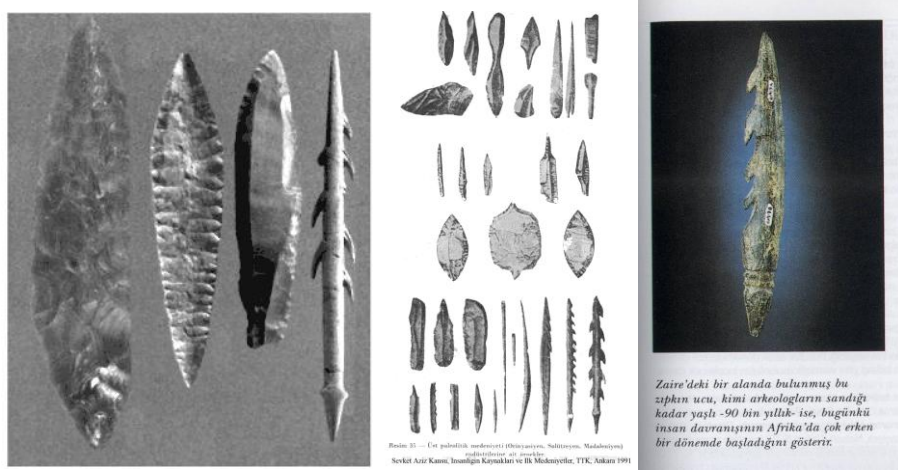 Resim 35 — Üst paleolitik medeniyeti (Orinyasiyen, Solütreyen, Madaleniyen)
endüstrilerine ait örnekler.
Şevket Aziz Kansu, İnsanlığın Kaynakları ve İlk Medeniyetler, TTK, Ankara 1991
Zaire'deki bir alanda bulunmuş bu
zıpkın ucu, kimi arkeologların sandığı
kadar yaşlı -90 bin yıllık- ise, bugünkü
insan davranışının Afrika'da çok erken
bir dönemde başladığını gösterir.